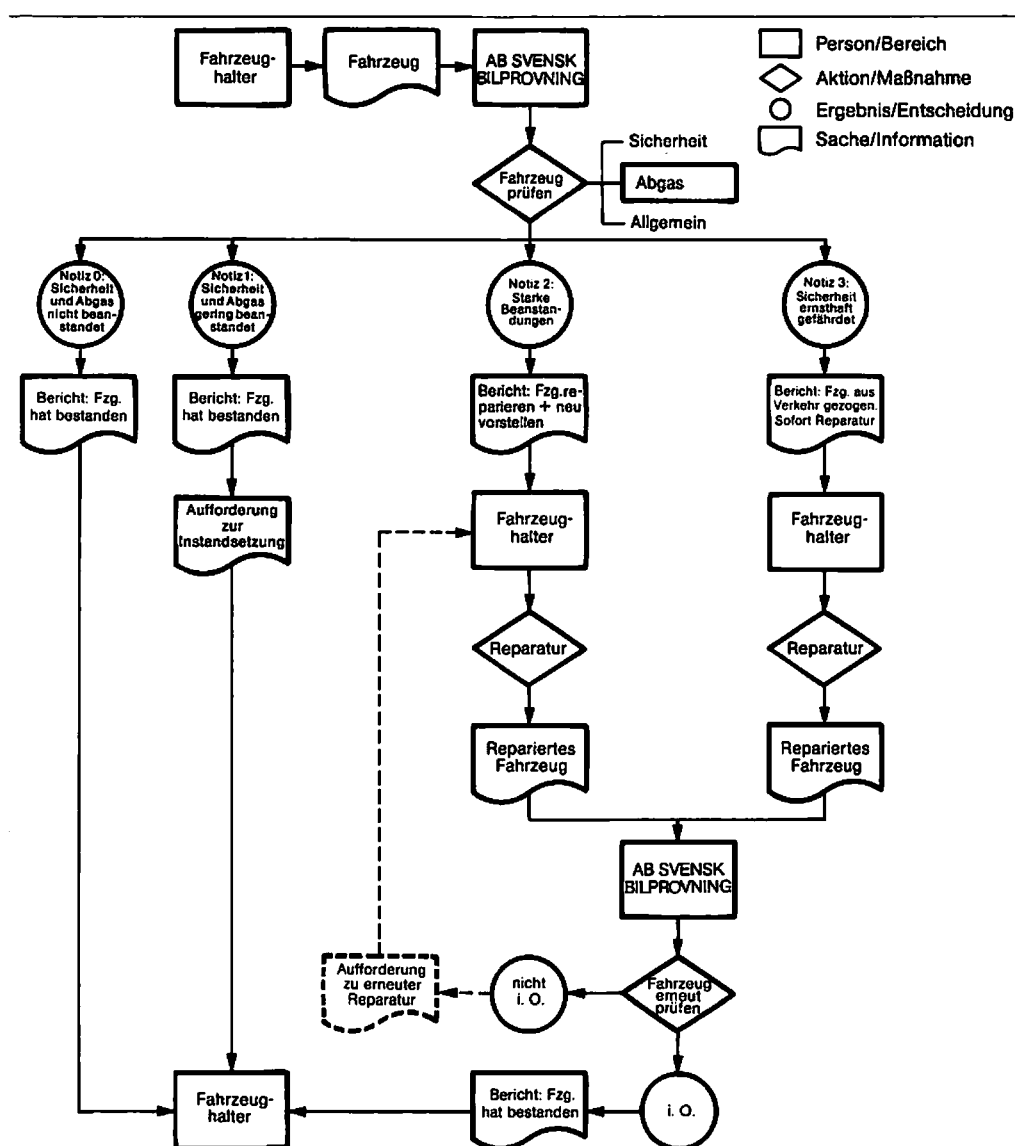 Fahrzeug-
halter
Fahrzeug
AB SVENSK
BILPROVNING
Person/Bereich
Aktion/Maßnahme
Ergebnis/Entscheidung
Sache/Information
Fahrzeug
prüfen
Sicherheit
Abgas
Allgemein
Notiz 0:
Sicherheit
und Abgas
nicht bean-
standet
Notiz 1:
Sicherheit
und Abgas
gering bean-
standet
Notiz 2:
Starke
Beanstan-
dungen
Notiz 3:
Sicherheit
ernsthaft
gefährdet
Bericht: Fzg.
hat bestanden
Bericht: Fzg.
hat bestanden
Bericht: Fzg. re-
parieren + neu
vorstellen
Bericht: Fzg. aus
Verkehr gezogen.
Sofort Reparatur
Aufforderung
zur
Instandsetzung
Fahrzeug-
halter
Fahrzeug-
halter
Reparatur
Reparatur
Repariertes
Fahrzeug
Repariertes
Fahrzeug
AB SVENSK
BILPROVNING
Fahrzeug
erneut
prüfen
nicht
i. O.
Aufforderung
zu erneuter
Reparatur
i. O.
Bericht: Fzg.
hat bestanden
Fahrzeug-
halter